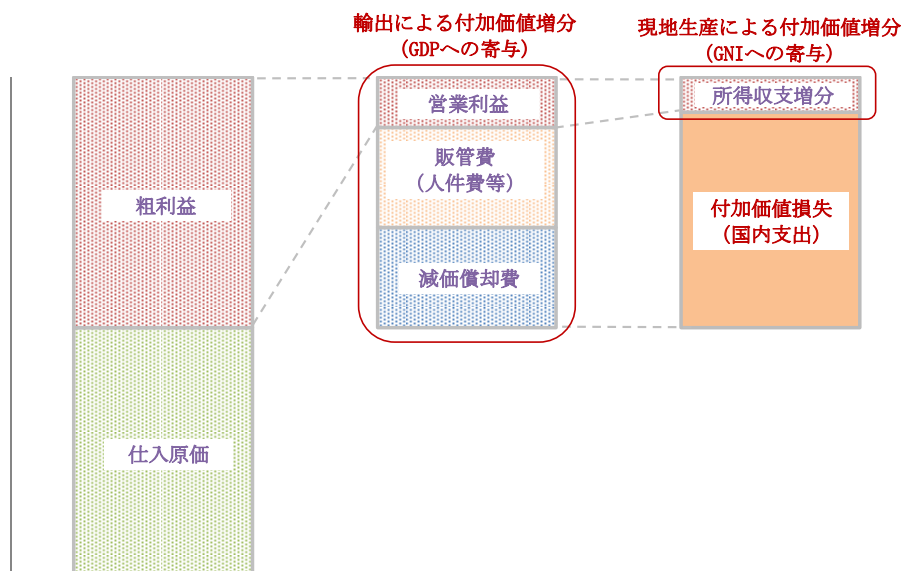 輸出による付加価値増分
(GDPへの寄与)
現地生産による付加価値増分
(GNIへの寄与)
営業利益
所得収支増分
販管費
(人件費等)
粗利益
付加価値損失
(国内支出)
減価償却費
仕入原価